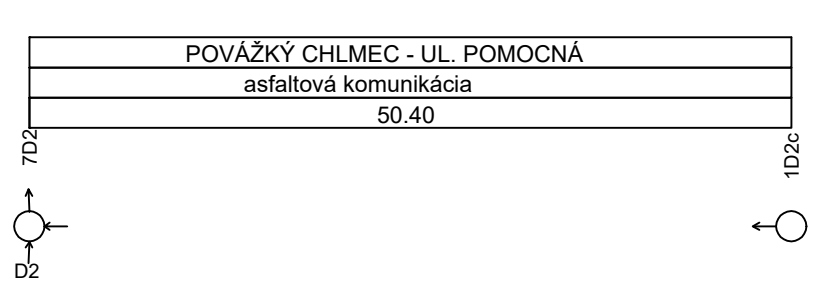 POVÁŽKÝ CHLMEC - UL. POMOCNÁ
asfaltová komunikácia
50.40
7D2
1D2c
D2